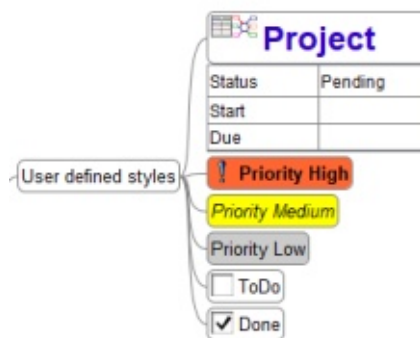 Project
Status Pending
Start
Due
User defined styles
Priority High
Priority Medium
Priority Low
ToDo
Done